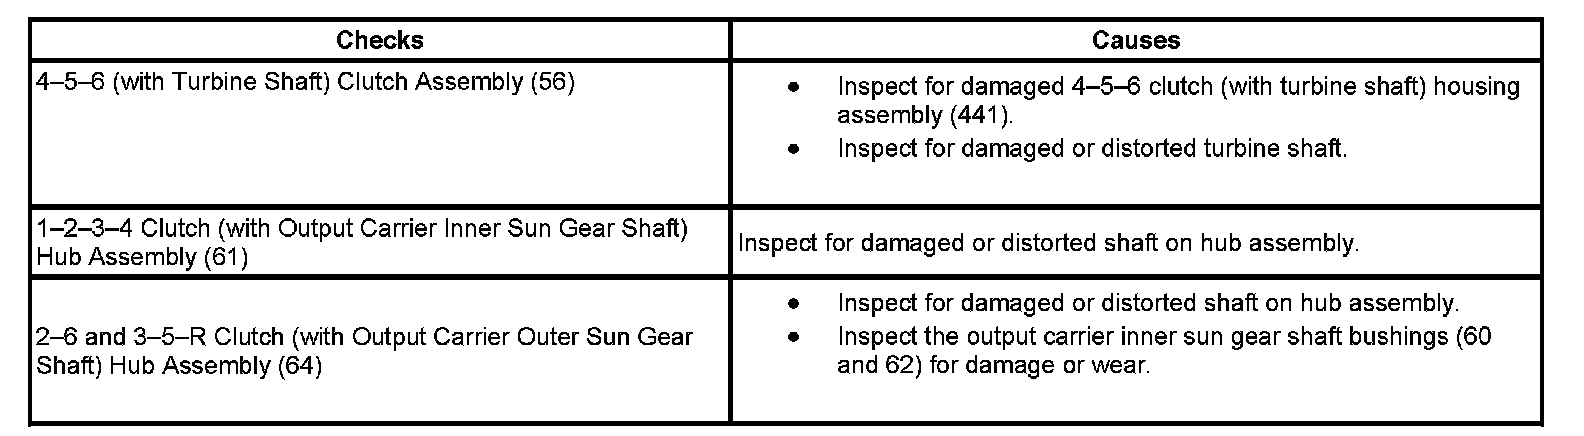 Checks
Causes
4–5–6 (with Turbine Shaft) Clutch Assembly (56)
● Inspect for damaged 4–5–6 clutch (with turbine shaft) housing
assembly (441).
● Inspect for damaged or distorted turbine shaft.
1–2–3–4 Clutch (with Output Carrier Inner Sun Gear Shaft)
Hub Assembly (61)
Inspect for damaged or distorted shaft on hub assembly.
2–6 and 3–5–R Clutch (with Output Carrier Outer Sun Gear
Shaft) Hub Assembly (64)
● Inspect for damaged or distorted shaft on hub assembly.
● Inspect the output carrier inner sun gear shaft bushings (60
and 62) for damage or wear.